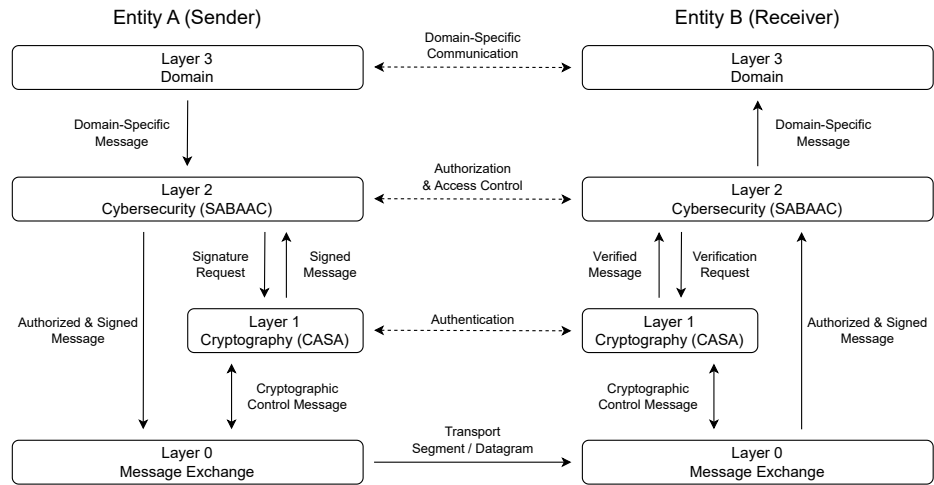 Entity A (Sender)
Entity B (Receiver)
Layer 3
Domain
Domain-Specific
Communication
Layer 3
Domain
Domain-Specific
Message
Domain-Specific
Message
Layer 2
Cybersecurity (SABAAC)
Authorization
& Access Control
Layer 2
Cybersecurity (SABAAC)
Signature
Request
Signed
Message
Verified
Message
Verification
Request
Authorized & Signed
Message
Layer 1
Cryptography (CASA)
Authentication
Layer 1
Cryptography (CASA)
Authorized & Signed
Message
Cryptographic
Control Message
Cryptographic
Control Message
Layer 0
Message Exchange
Transport
Segment / Datagram
Layer 0
Message Exchange